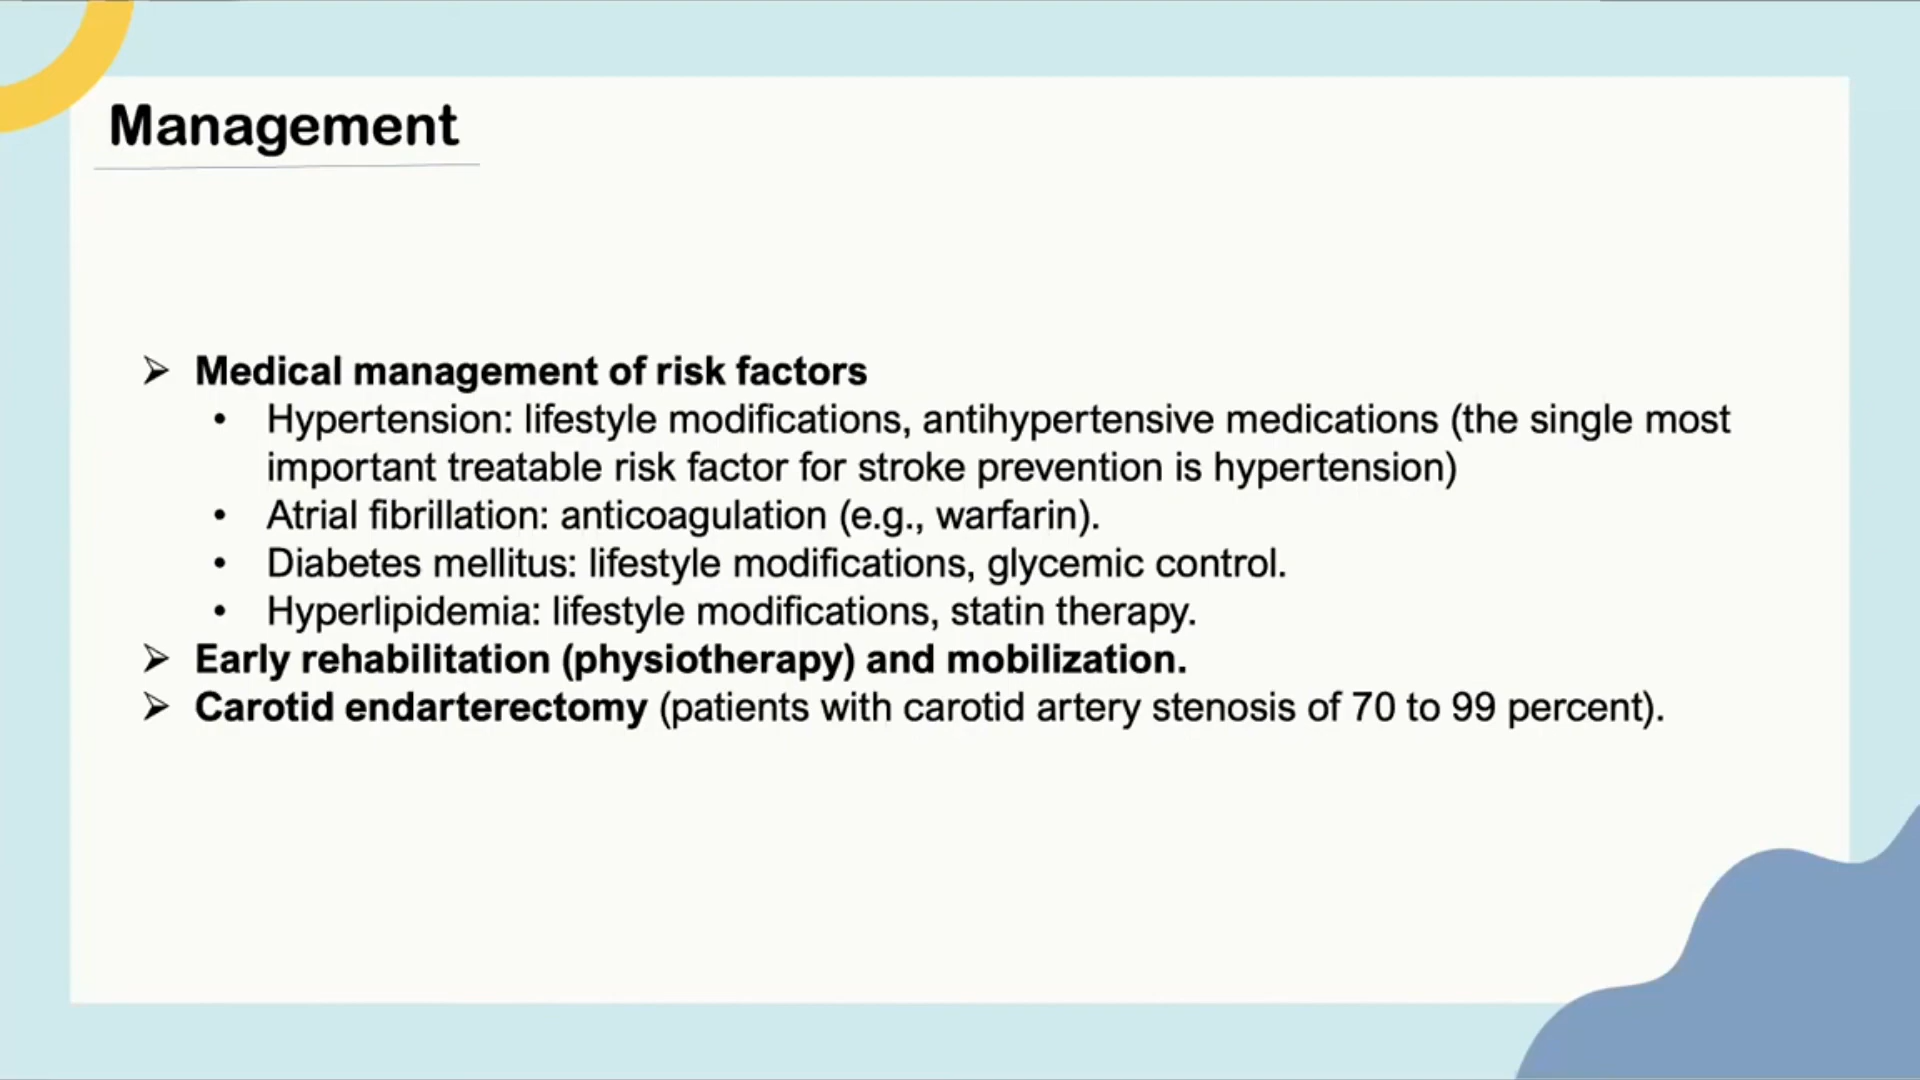 Management
➢ Medical management of risk factors
• Hypertension: lifestyle modifications, antihypertensive medications (the single most
important treatable risk factor for stroke prevention is hypertension)
• Atrial fibrillation: anticoagulation (e.g., warfarin).
• Diabetes mellitus: lifestyle modifications, glycemic control.
• Hyperlipidemia: lifestyle modifications, statin therapy.
➢ Early rehabilitation (physiotherapy) and mobilization.
➢ Carotid endarterectomy (patients with carotid artery stenosis of 70 to 99 percent).